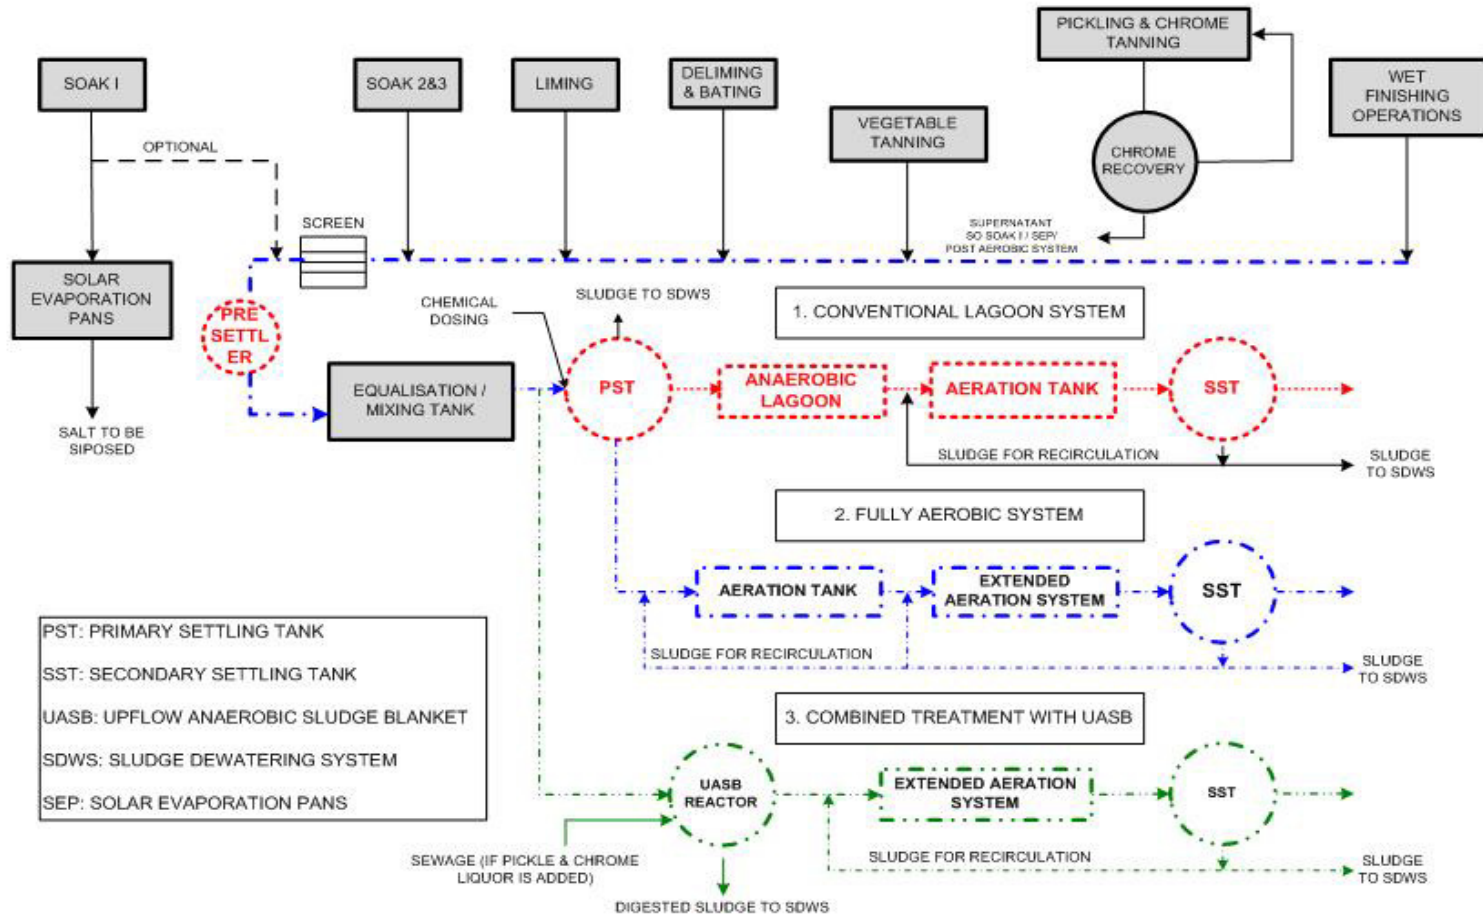 PICKLING & CHROME
TANNING
SOAK I
SOAK 2&3
LIMING
DELIMING
& BATING
WET
FINISHING
OPERATIONS
VEGETABLE
TANNING
OPTIONAL
CHROME
RECOVERY
SCREEN
SUPERNATANT
SO SOAK I / SEP/
POST AEROBIC SYSTEM
SOLAR
EVAPORATION
PANS
PRE
SETTL
ER
CHEMICAL
DOSING
SLUDGE TO SDWS
1. CONVENTIONAL LAGOON SYSTEM
EQUALISATION /
MIXING TANK
PST
ANAEROBIC
LAGOON
AERATION TANK
SST
SALT TO BE
SIPOSED
SLUDGE FOR RECIRCULATION
SLUDGE
TO SDWS
2. FULLY AEROBIC SYSTEM
AERATION TANK
EXTENDED
AERATION SYSTEM
SST
SLUDGE FOR RECIRCULATION
SLUDGE
TO SDWS
PST: PRIMARY SETTLING TANK
SST: SECONDARY SETTLING TANK
UASB: UPFLOW ANAEROBIC SLUDGE BLANKET
SDWS: SLUDGE DEWATERING SYSTEM
SEP: SOLAR EVAPORATION PANS
3. COMBINED TREATMENT WITH UASB
UASB
REACTOR
EXTENDED AERATION
SYSTEM
SST
SEWAGE (IF PICKLE & CHROME
LIQUOR IS ADDED)
SLUDGE FOR RECIRCULATION
SLUDGE
TO SDWS
DIGESTED SLUDGE TO SDWS